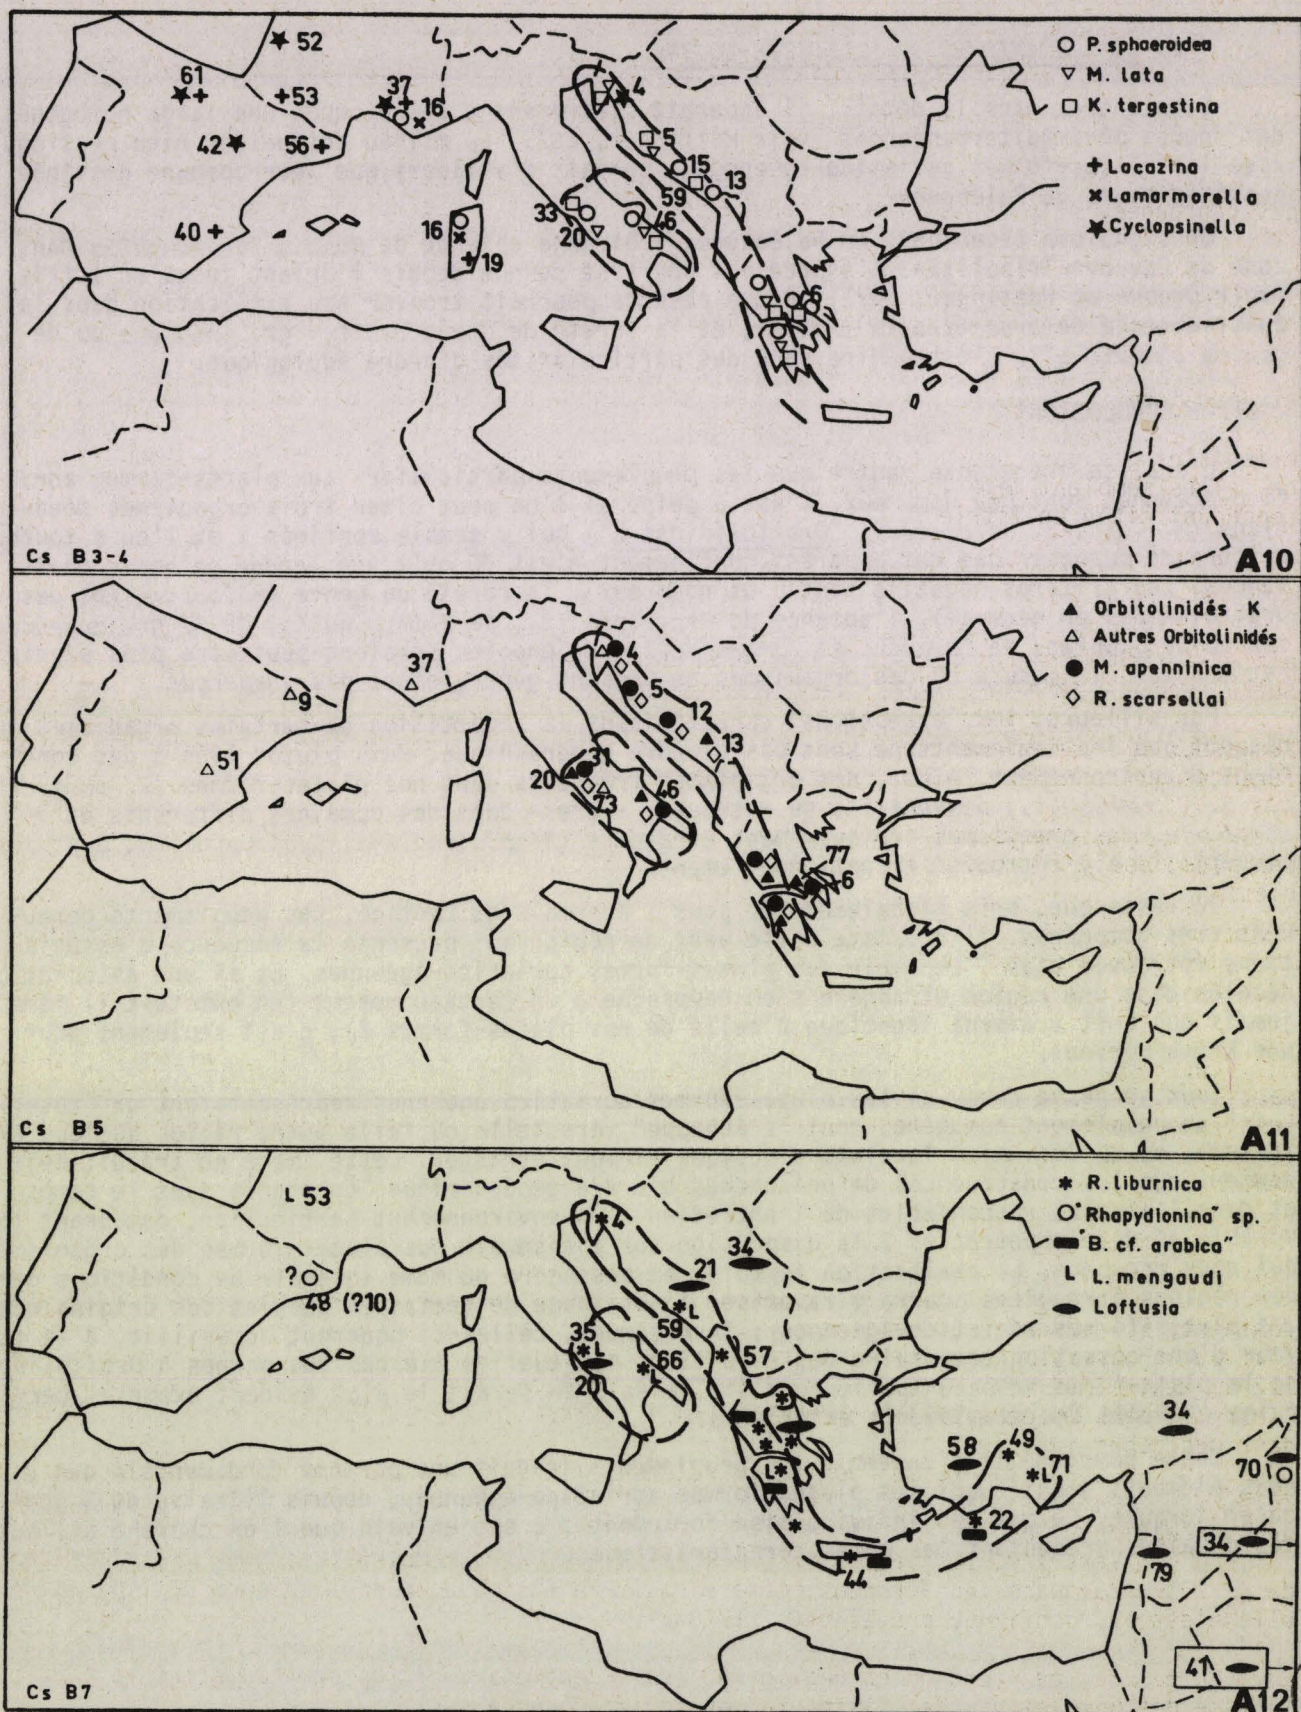 ○ P. sphaeroidea
▽ M. lata
□ K. tergestina
+ Lacazina
× Lamarmorella
★ Cyclopsinella
52
61
53
37
16
4
42
56
5
15
13
59
33
46
20
40
16
19
6
Cs B3-4
A10
▲ Orbitolinidés K
△ Autres Orbitolinidés
● M. apenninica
◇ R. scarsellai
37
4
9
5
12
13
51
31
20
73
46
77
6
Cs B5
A11
* R. liburnica
○ "Rhapydionina" sp.
▬ "B. cf. arabica"
L L. mengaudi
⬬ Loftusia
L 53
4
34
21
?○
48 (?10)
L
59
35
L
66
57
20
L
34
58
49
L 71
70
L
22
34
79
44
41
Cs B7
A12